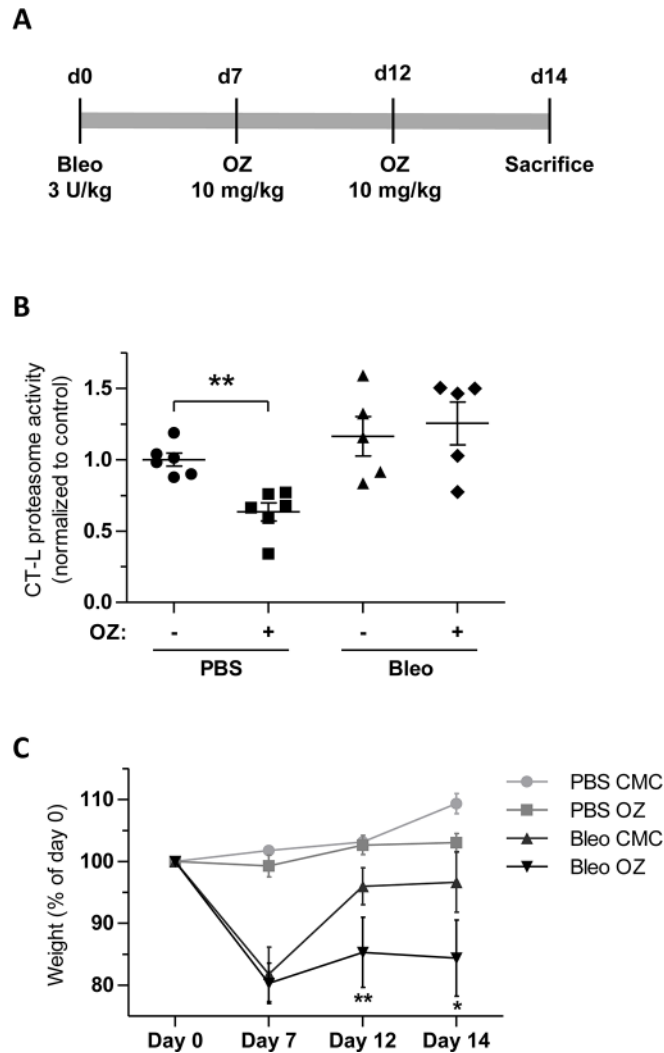 A
d0 d7 d12 d14
Bleo OZ OZ Sacrifice
3 U/kg 10 mg/kg 10 mg/kg
B
CT-L proteasome activity
(normalized to control)
1.5
1.0
0.5
0.0
**
OZ: - + - +
PBS Bleo
C
Weight (% of day 0)
110
100
90
80
** *
Day 0 Day 7 Day 12 Day 14
PBS CMC
PBS OZ
Bleo CMC
Bleo OZ